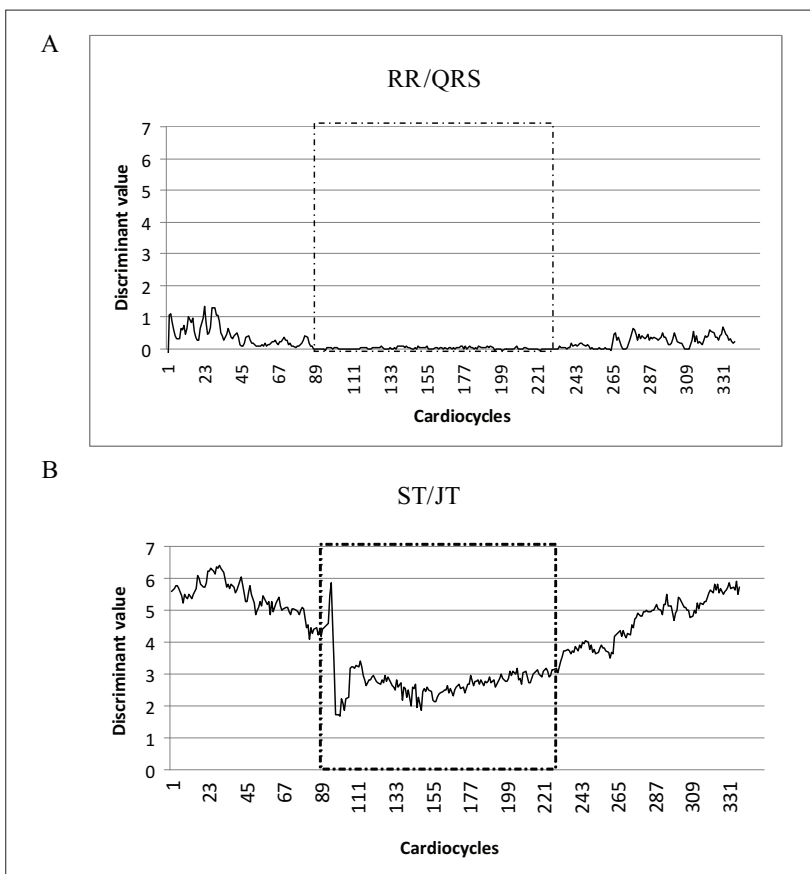 A
RR/QRS
Discriminant value
7
6
5
4
3
2
1
0
1 23 45 67 89 111 133 155 177 199 221 243 265 287 309 331
Cardiocycles
B
ST/JT
Discriminant value
7
6
5
4
3
2
1
0
1 23 45 67 89 111 133 155 177 199 221 243 265 287 309 331
Cardiocycles